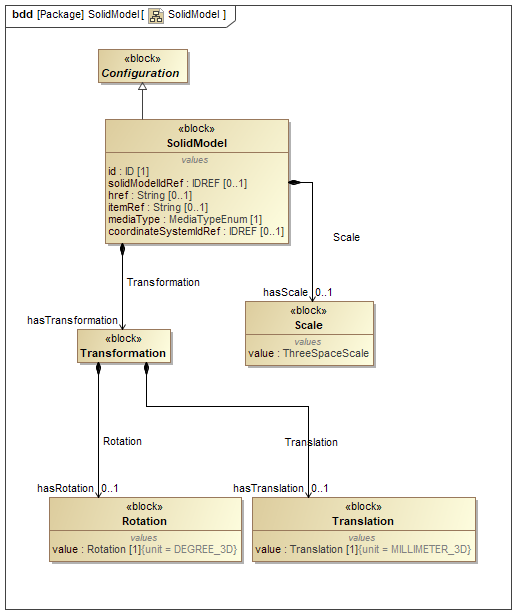 bdd [Package] SolidModel [ SolidModel ]
«block»
Configuration
«block»
SolidModel
values
id : ID [1]
solidModelIdRef : IDREF [0..1]
href : String [0..1]
itemRef : String [0..1]
mediaType : MediaTypeEnum [1]
coordinateSystemIdRef : IDREF [0..1]
Scale
Transformation
hasScale 0..1
hasTransformation
«block»
Scale
values
value : ThreeSpaceScale
«block»
Transformation
Rotation
Translation
hasRotation 0..1
hasTranslation 0..1
«block»
Rotation
values
value : Rotation [1]{unit = DEGREE_3D}
«block»
Translation
values
value : Translation [1]{unit = MILLIMETER_3D}